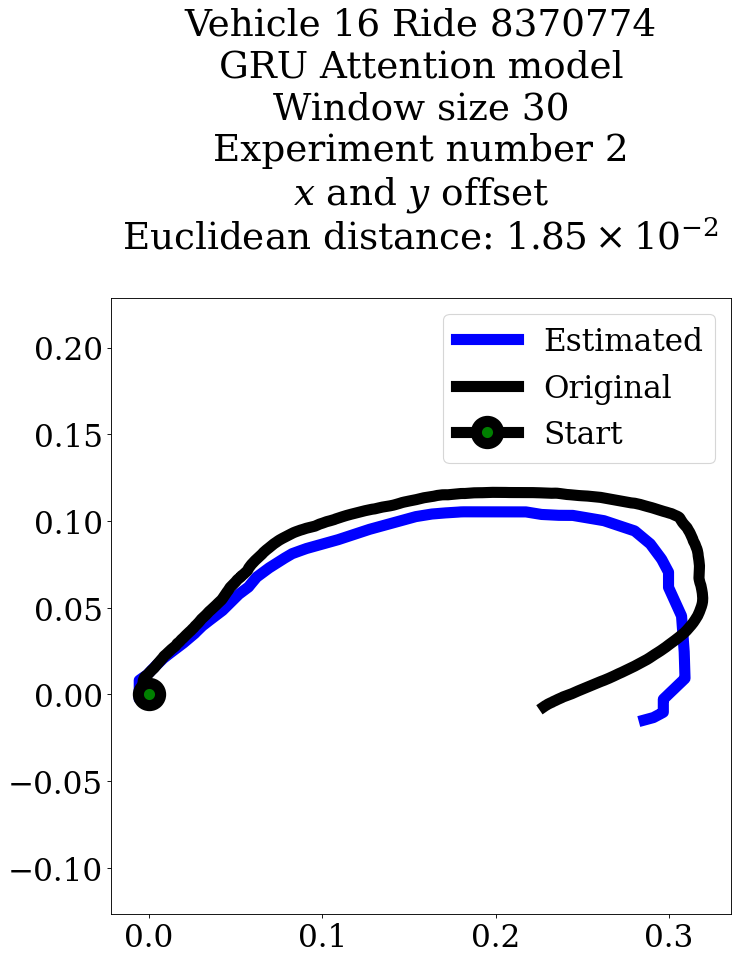 Vehicle 16 Ride 8370774
GRU Attention model
Window size 30
Experiment number 2
x and y offset
Euclidean distance: 1.85 × 10⁻²
Estimated
Original
Start
0.20
0.15
0.10
0.05
0.00
−0.05
−0.10
0.0 0.1 0.2 0.3